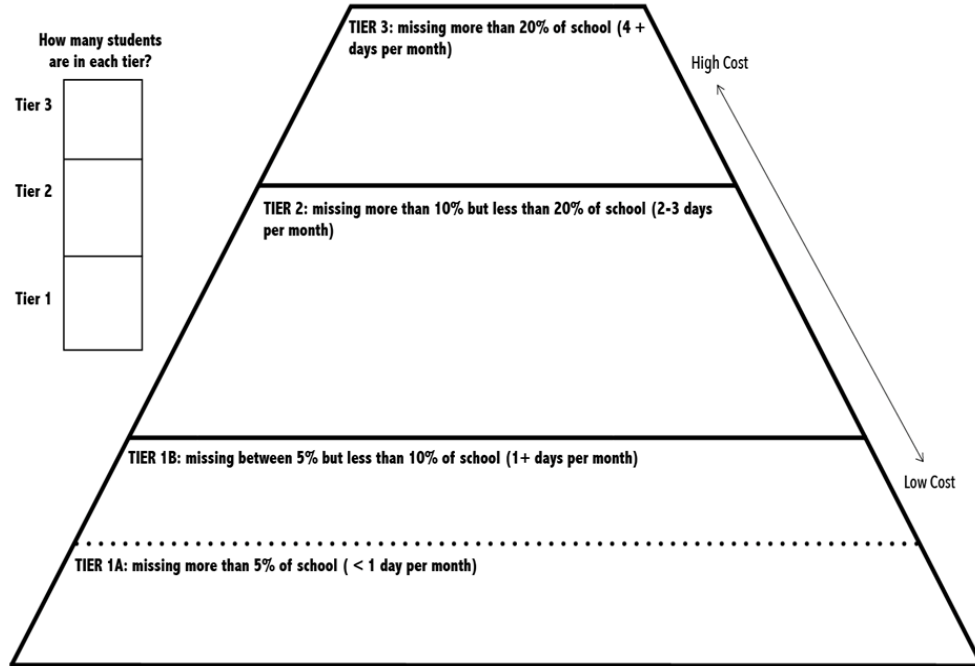 How many students
are in each tier?
Tier 3
Tier 2
Tier 1
TIER 3: missing more than 20% of school (4 +
days per month)
High Cost
TIER 2: missing more than 10% but less than 20% of school (2-3 days
per month)
TIER 1B: missing between 5% but less than 10% of school (1+ days per month)
Low Cost
TIER 1A: missing more than 5% of school ( < 1 day per month)